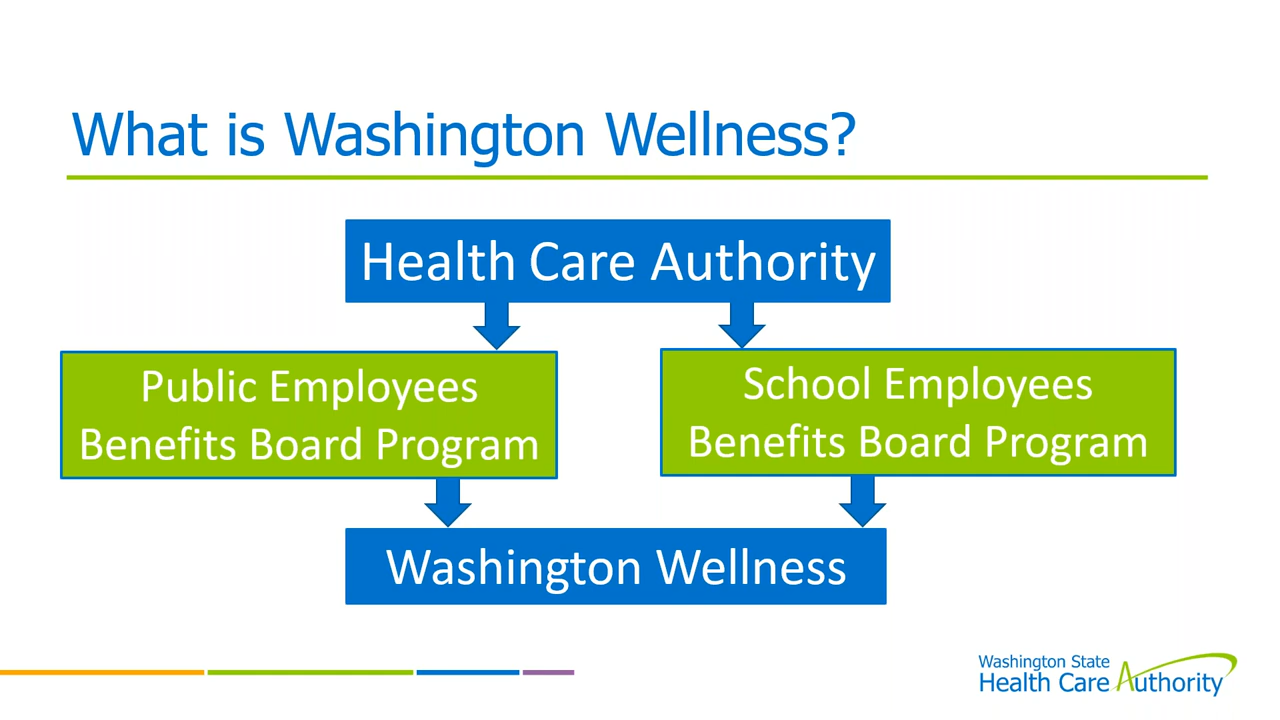 What is Washington Wellness?
Health Care Authority
Public Employees
Benefits Board Program
School Employees
Benefits Board Program
Washington Wellness
Washington State
Health Care Authority